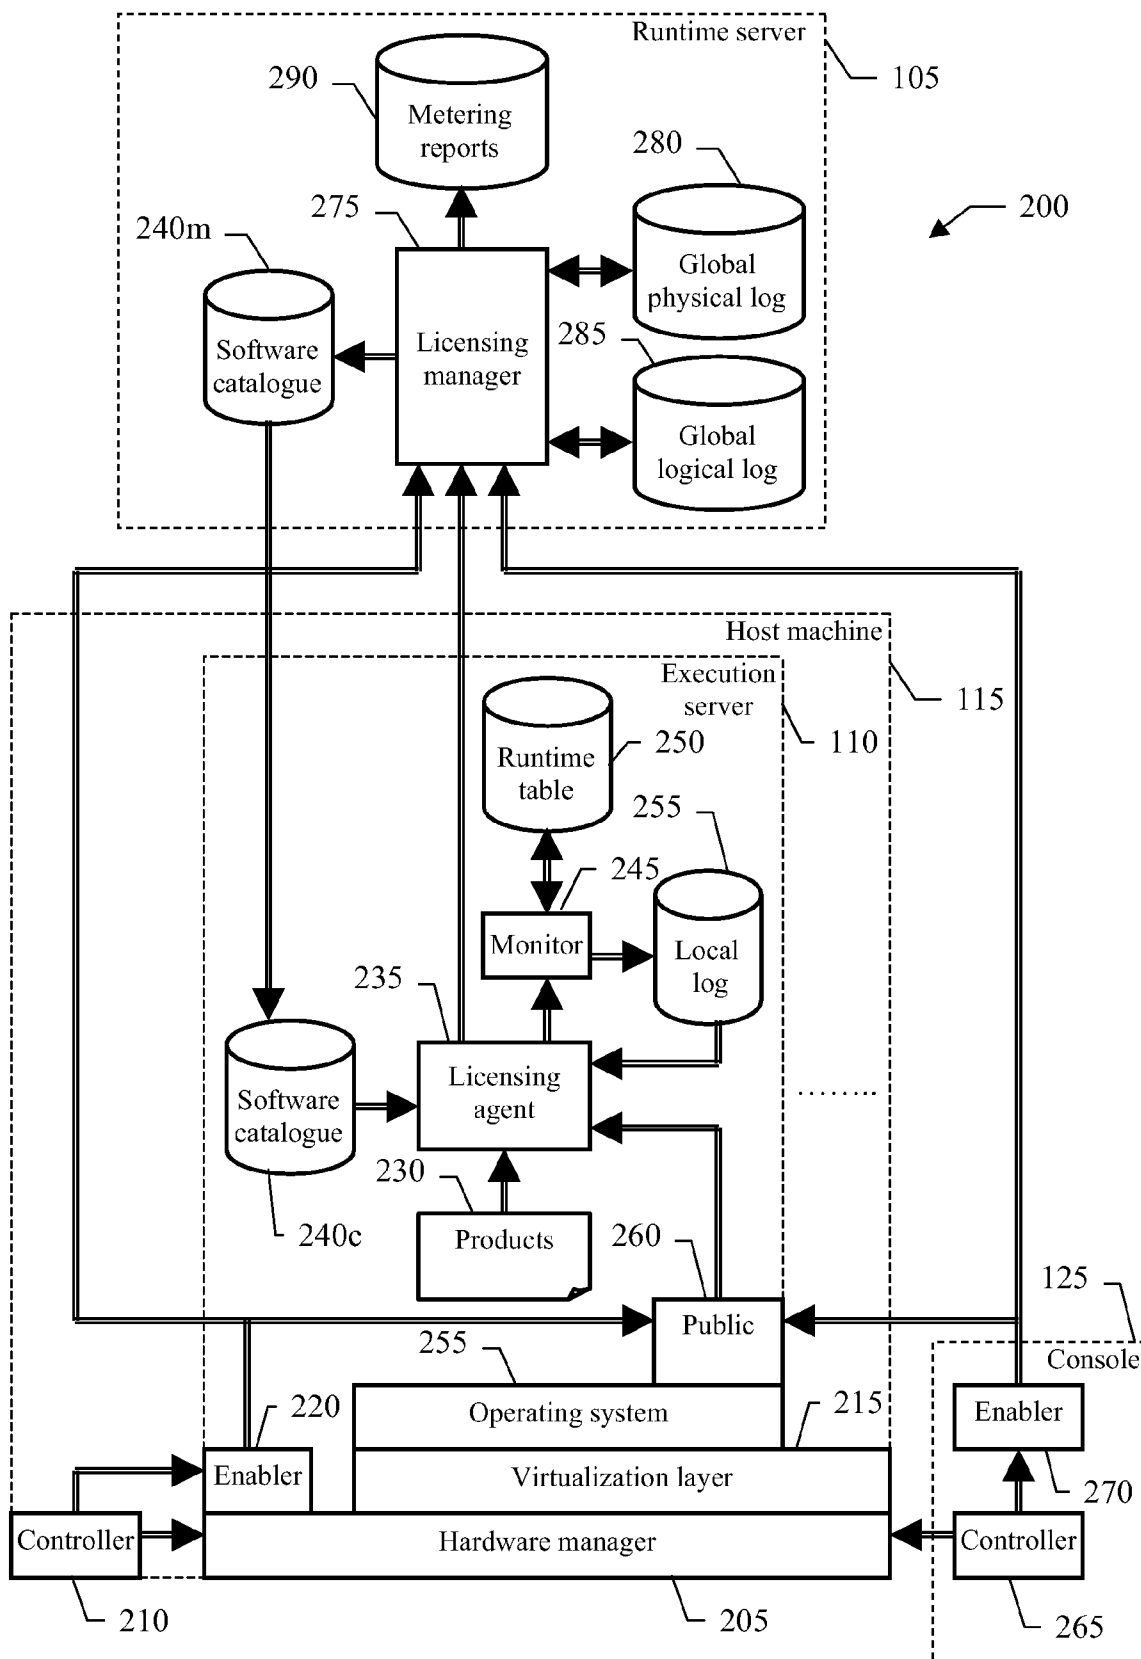 Runtime server
105
290
Metering
reports
280
200
275
240m
Global
physical log
Licensing
manager
285
Software
catalogue
Global
logical log
Host machine
115
Execution
server
110
250
Runtime
table
255
245
Monitor
Local
log
235
Licensing
agent
Software
catalogue
........
230
240c
Products
260
125
Public
255
Console
220
215
Operating system
Enabler
Enabler
Virtualization layer
270
Controller
Hardware manager
Controller
210
205
265